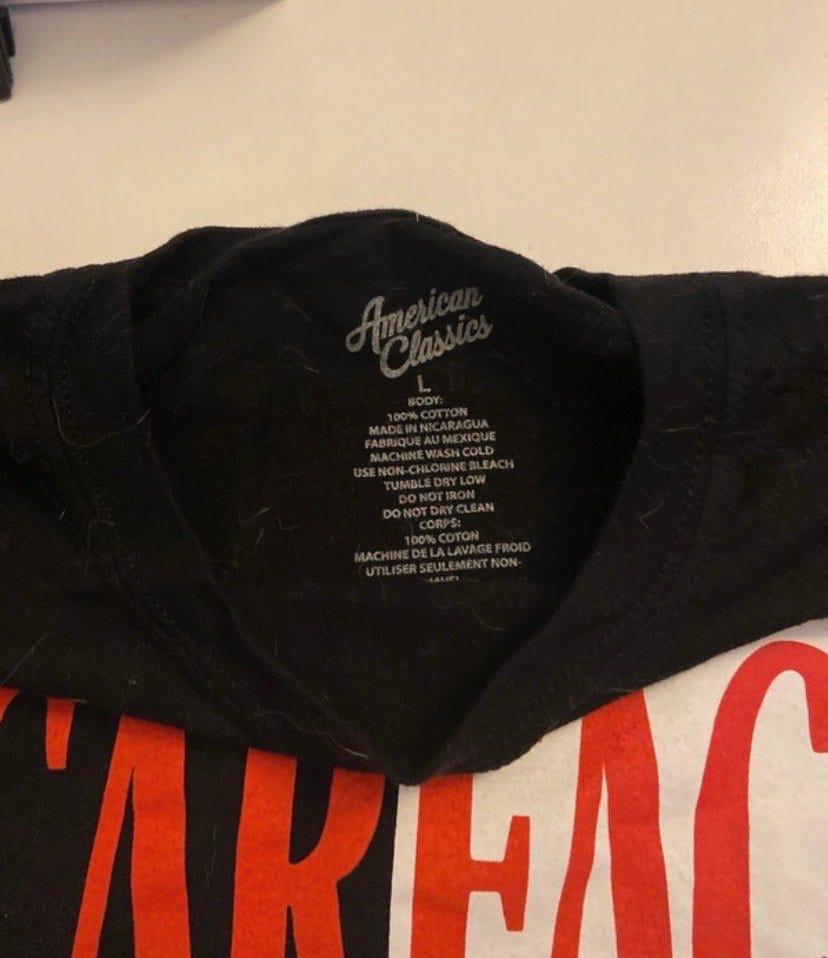 American
Classics
L
BODY:
100% COTTON
MADE IN NICARAGUA
FABRIQUE AU MEXIQUE
MACHINE WASH COLD
USE NON-CHLORINE BLEACH
TUMBLE DRY LOW
DO NOT IRON
DO NOT DRY CLEAN
CORPS:
100% COTON
MACHINE DE LA LAVAGE FROID
UTILISER SEULEMENT NON-
ARFAC